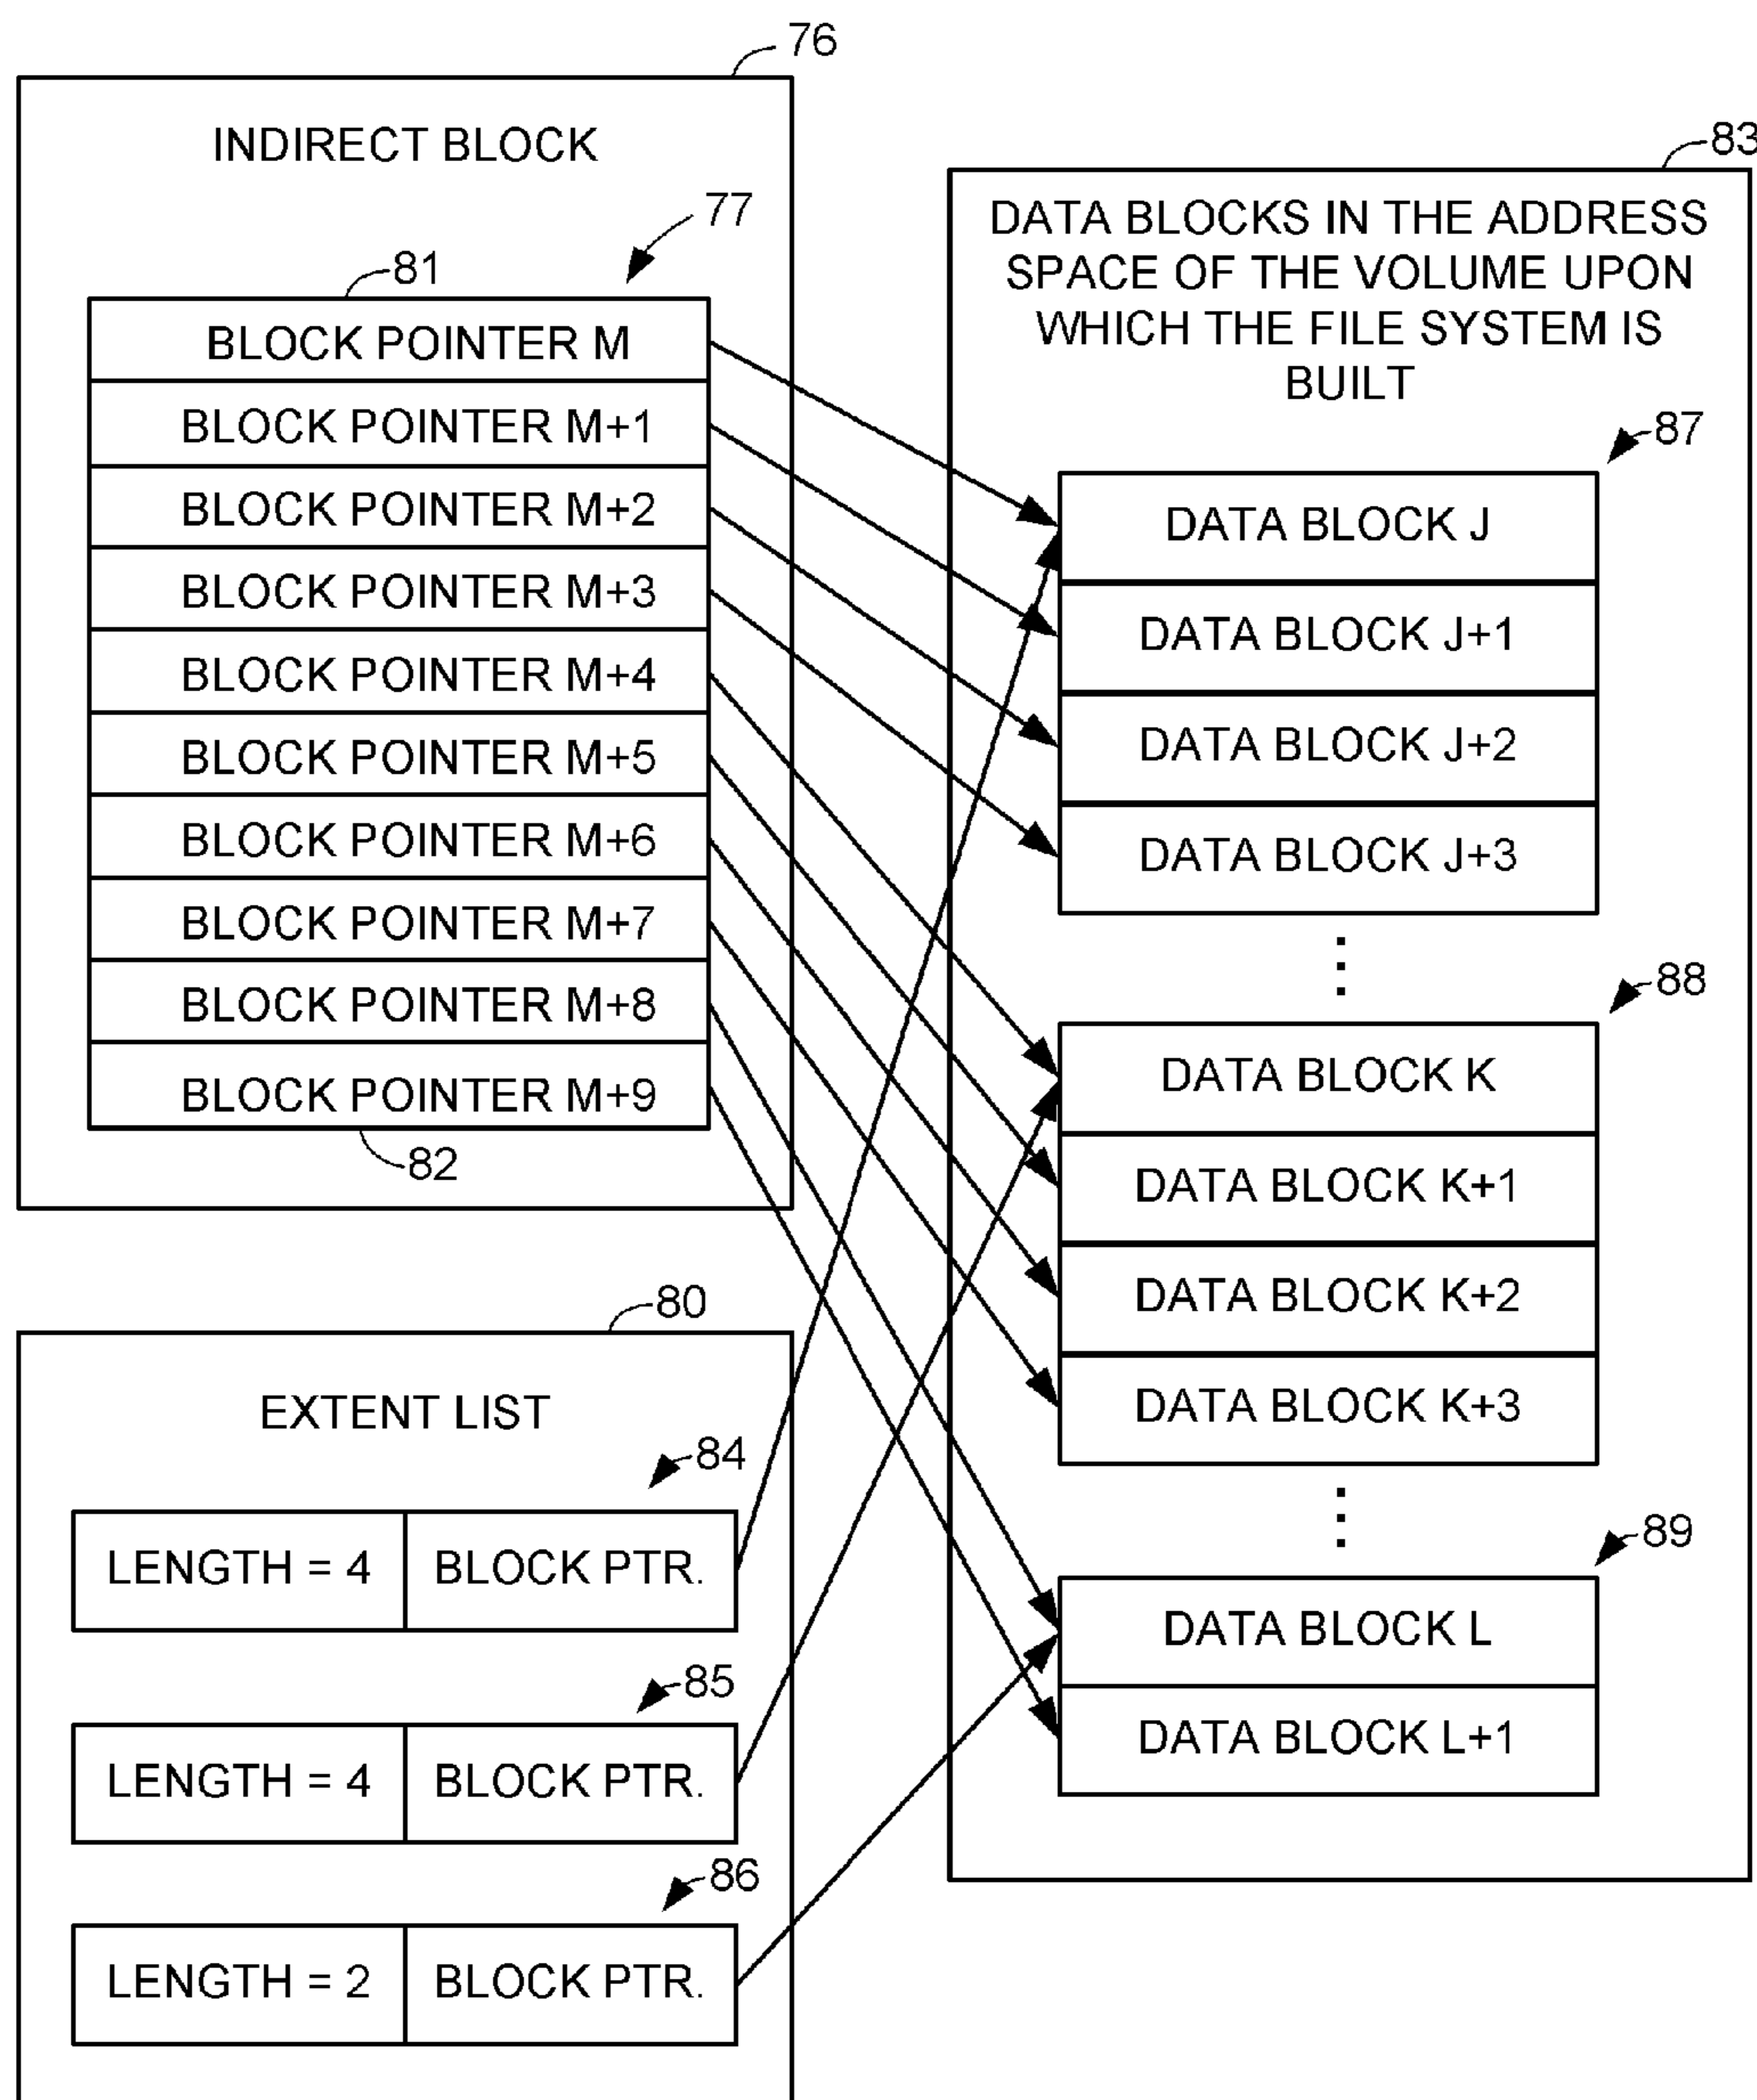 76
INDIRECT BLOCK
77
81
BLOCK POINTER M
BLOCK POINTER M+1
BLOCK POINTER M+2
BLOCK POINTER M+3
BLOCK POINTER M+4
BLOCK POINTER M+5
BLOCK POINTER M+6
BLOCK POINTER M+7
BLOCK POINTER M+8
BLOCK POINTER M+9
82
80
EXTENT LIST
84
LENGTH = 4 BLOCK PTR.
85
LENGTH = 4 BLOCK PTR.
86
LENGTH = 2 BLOCK PTR.
83
DATA BLOCKS IN THE ADDRESS
SPACE OF THE VOLUME UPON
WHICH THE FILE SYSTEM IS
BUILT
87
DATA BLOCK J
DATA BLOCK J+1
DATA BLOCK J+2
DATA BLOCK J+3
88
DATA BLOCK K
DATA BLOCK K+1
DATA BLOCK K+2
DATA BLOCK K+3
89
DATA BLOCK L
DATA BLOCK L+1